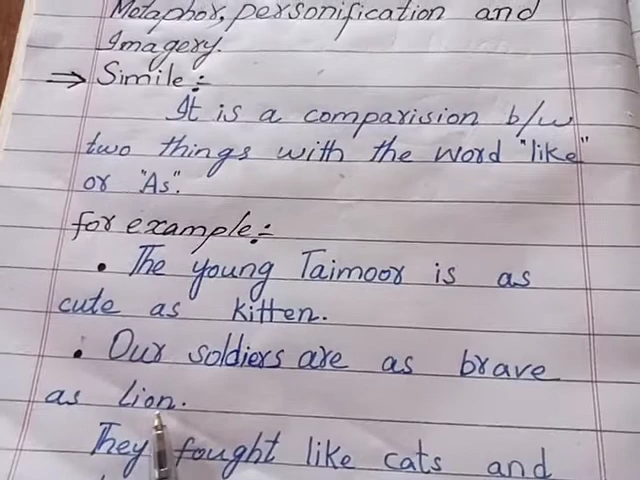 Metaphor, personification and
Imagery.
⇒ Simile:-
It is a comparision b/w
two things with the word "like"
or "As".
for example:-
• The young Taimoor is as
cute as kitten.
• Our soldiers are as brave
as lion.
They fought like cats and